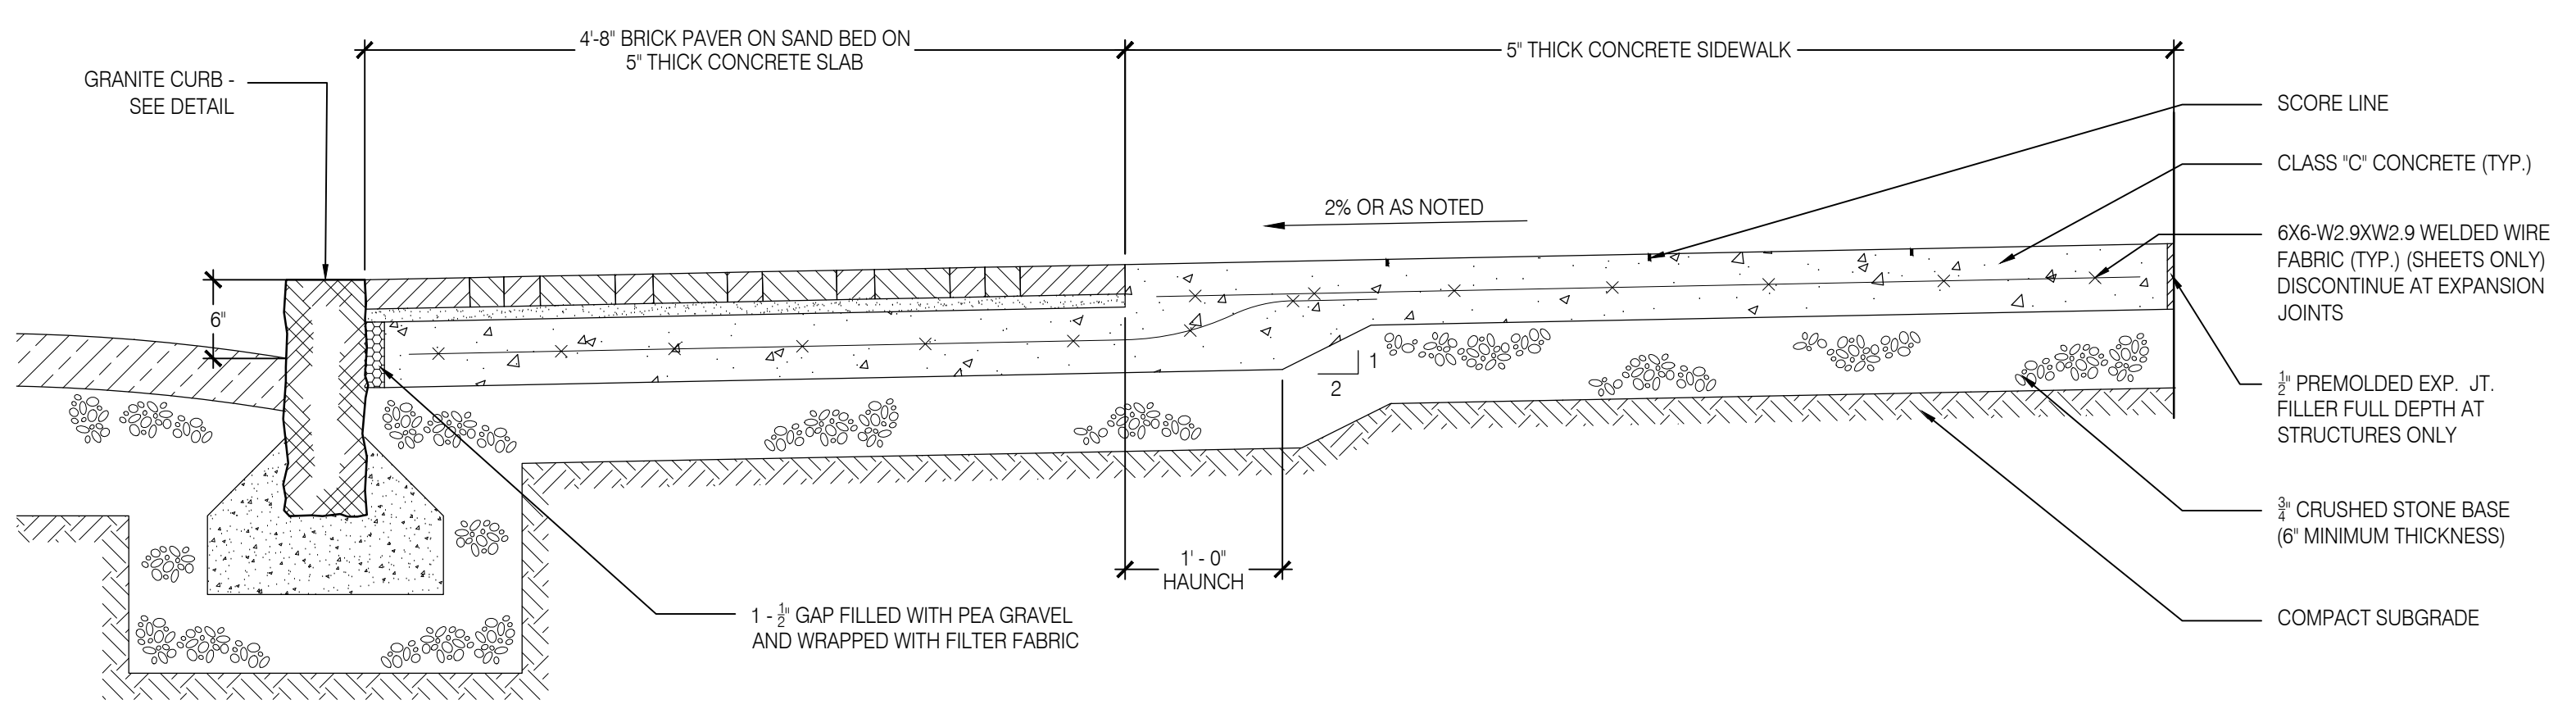 4'-8" BRICK PAVER ON SAND BED ON
5" THICK CONCRETE SLAB
5" THICK CONCRETE SIDEWALK
GRANITE CURB -
SEE DETAIL
SCORE LINE
CLASS "C" CONCRETE (TYP.)
2% OR AS NOTED
6X6-W2.9XW2.9 WELDED WIRE
FABRIC (TYP.) (SHEETS ONLY)
DISCONTINUE AT EXPANSION
JOINTS
6"
1
2
½" PREMOLDED EXP. JT.
FILLER FULL DEPTH AT
STRUCTURES ONLY
¾" CRUSHED STONE BASE
(6" MINIMUM THICKNESS)
1' - 0"
HAUNCH
1 - ½" GAP FILLED WITH PEA GRAVEL
AND WRAPPED WITH FILTER FABRIC
COMPACT SUBGRADE